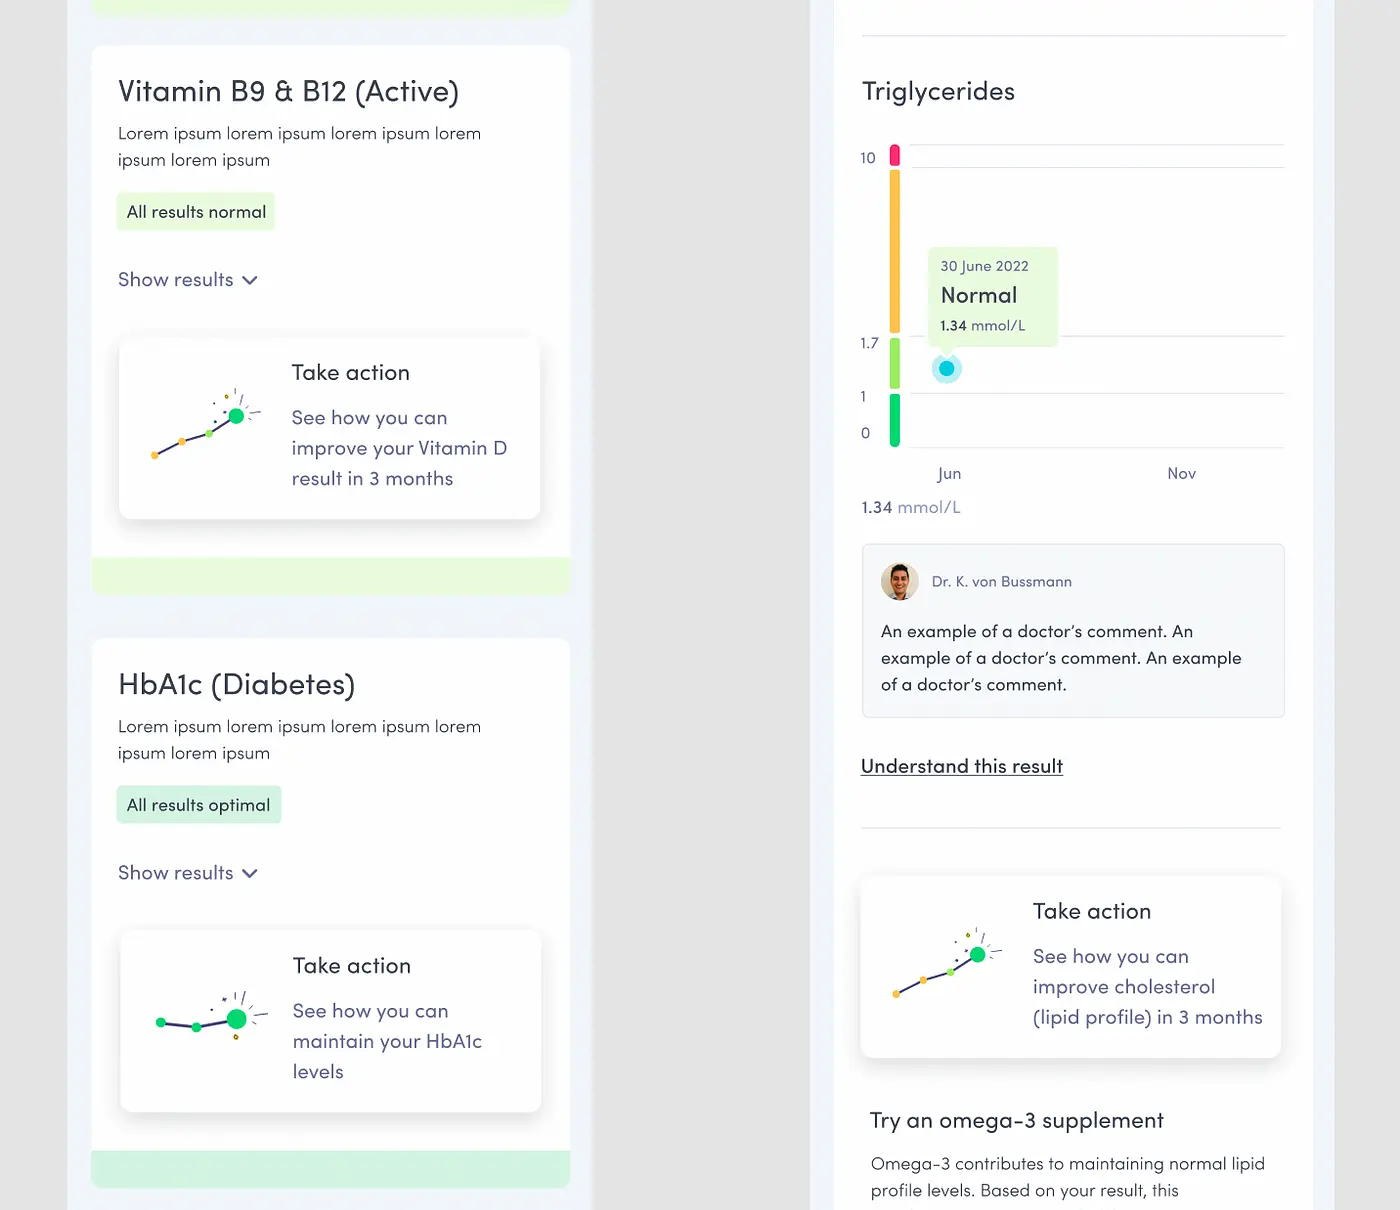 Vitamin B9 & B12 (Active)
Lorem ipsum lorem ipsum lorem ipsum lorem
ipsum lorem ipsum
All results normal
Show results
Take action
See how you can
improve your Vitamin D
result in 3 months
HbA1c (Diabetes)
Lorem ipsum lorem ipsum lorem ipsum lorem
ipsum lorem ipsum
All results optimal
Show results
Take action
See how you can
maintain your HbA1c
levels
Triglycerides
10
30 June 2022
Normal
1.34 mmol/L
1.7
1
0
Jun Nov
1.34 mmol/L
Dr. K. von Bussmann
An example of a doctor’s comment. An
example of a doctor’s comment. An example
of a doctor’s comment.
Understand this result
Take action
See how you can
improve cholesterol
(lipid profile) in 3 months
Try an omega-3 supplement
Omega-3 contributes to maintaining normal lipid
profile levels. Based on your result, this